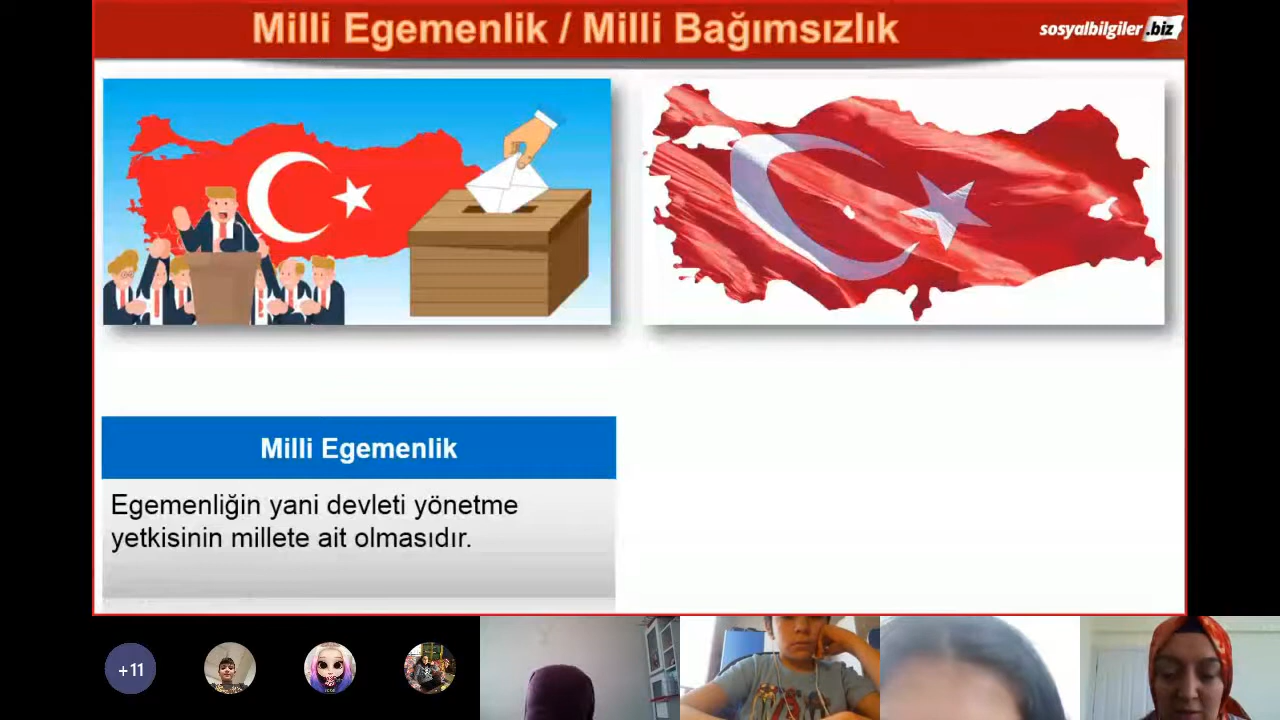 Milli Egemenlik / Milli Bağımsızlık
sosyalbilgiler.biz
Milli Egemenlik
Egemenliğin yani devleti yönetme
yetkisinin millete ait olmasıdır.
+11